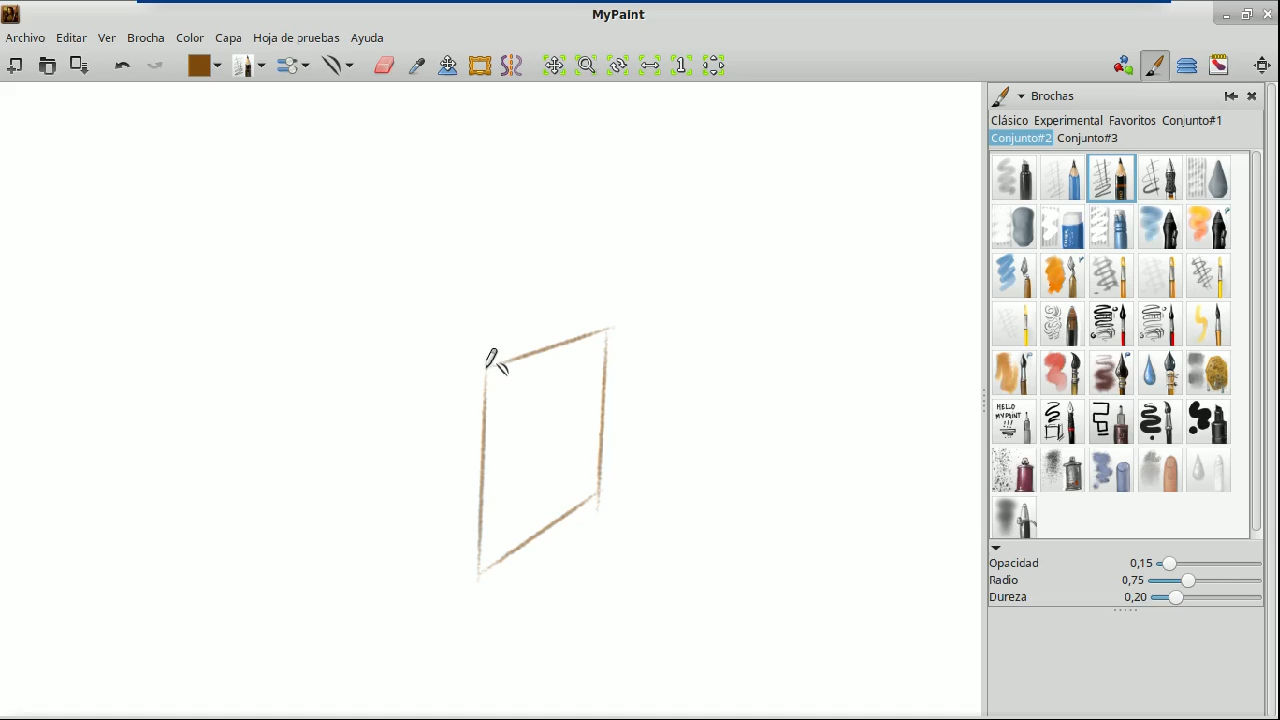 MyPaint
Archivo Editar Ver Brocha Color Capa Hoja de pruebas Ayuda
1
Brochas
Clásico Experimental Favoritos Conjunto#1
Conjunto#2 Conjunto#3
HELLO
MYPAINT
!!!
Opacidad 0,15
Radio 0,75
Dureza 0,20